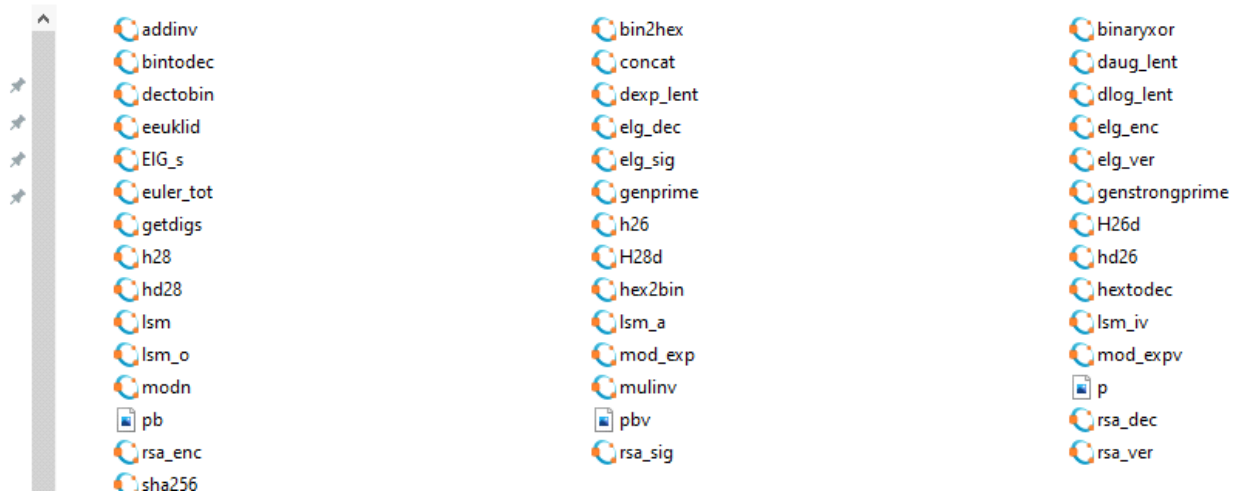 addinv bin2hex binaryxor
bintodec concat daug_lent
dectobin dexp_lent dlog_lent
eeuklid elg_dec elg_enc
ElG_s elg_sig elg_ver
euler_tot genprime genstrongprime
getdigs h26 H26d
h28 H28d hd26
hd28 hex2bin hextodec
lsm lsm_a lsm_iv
lsm_o mod_exp mod_expv
modn mulinv p
pb pbv rsa_dec
rsa_enc rsa_sig rsa_ver
sha256